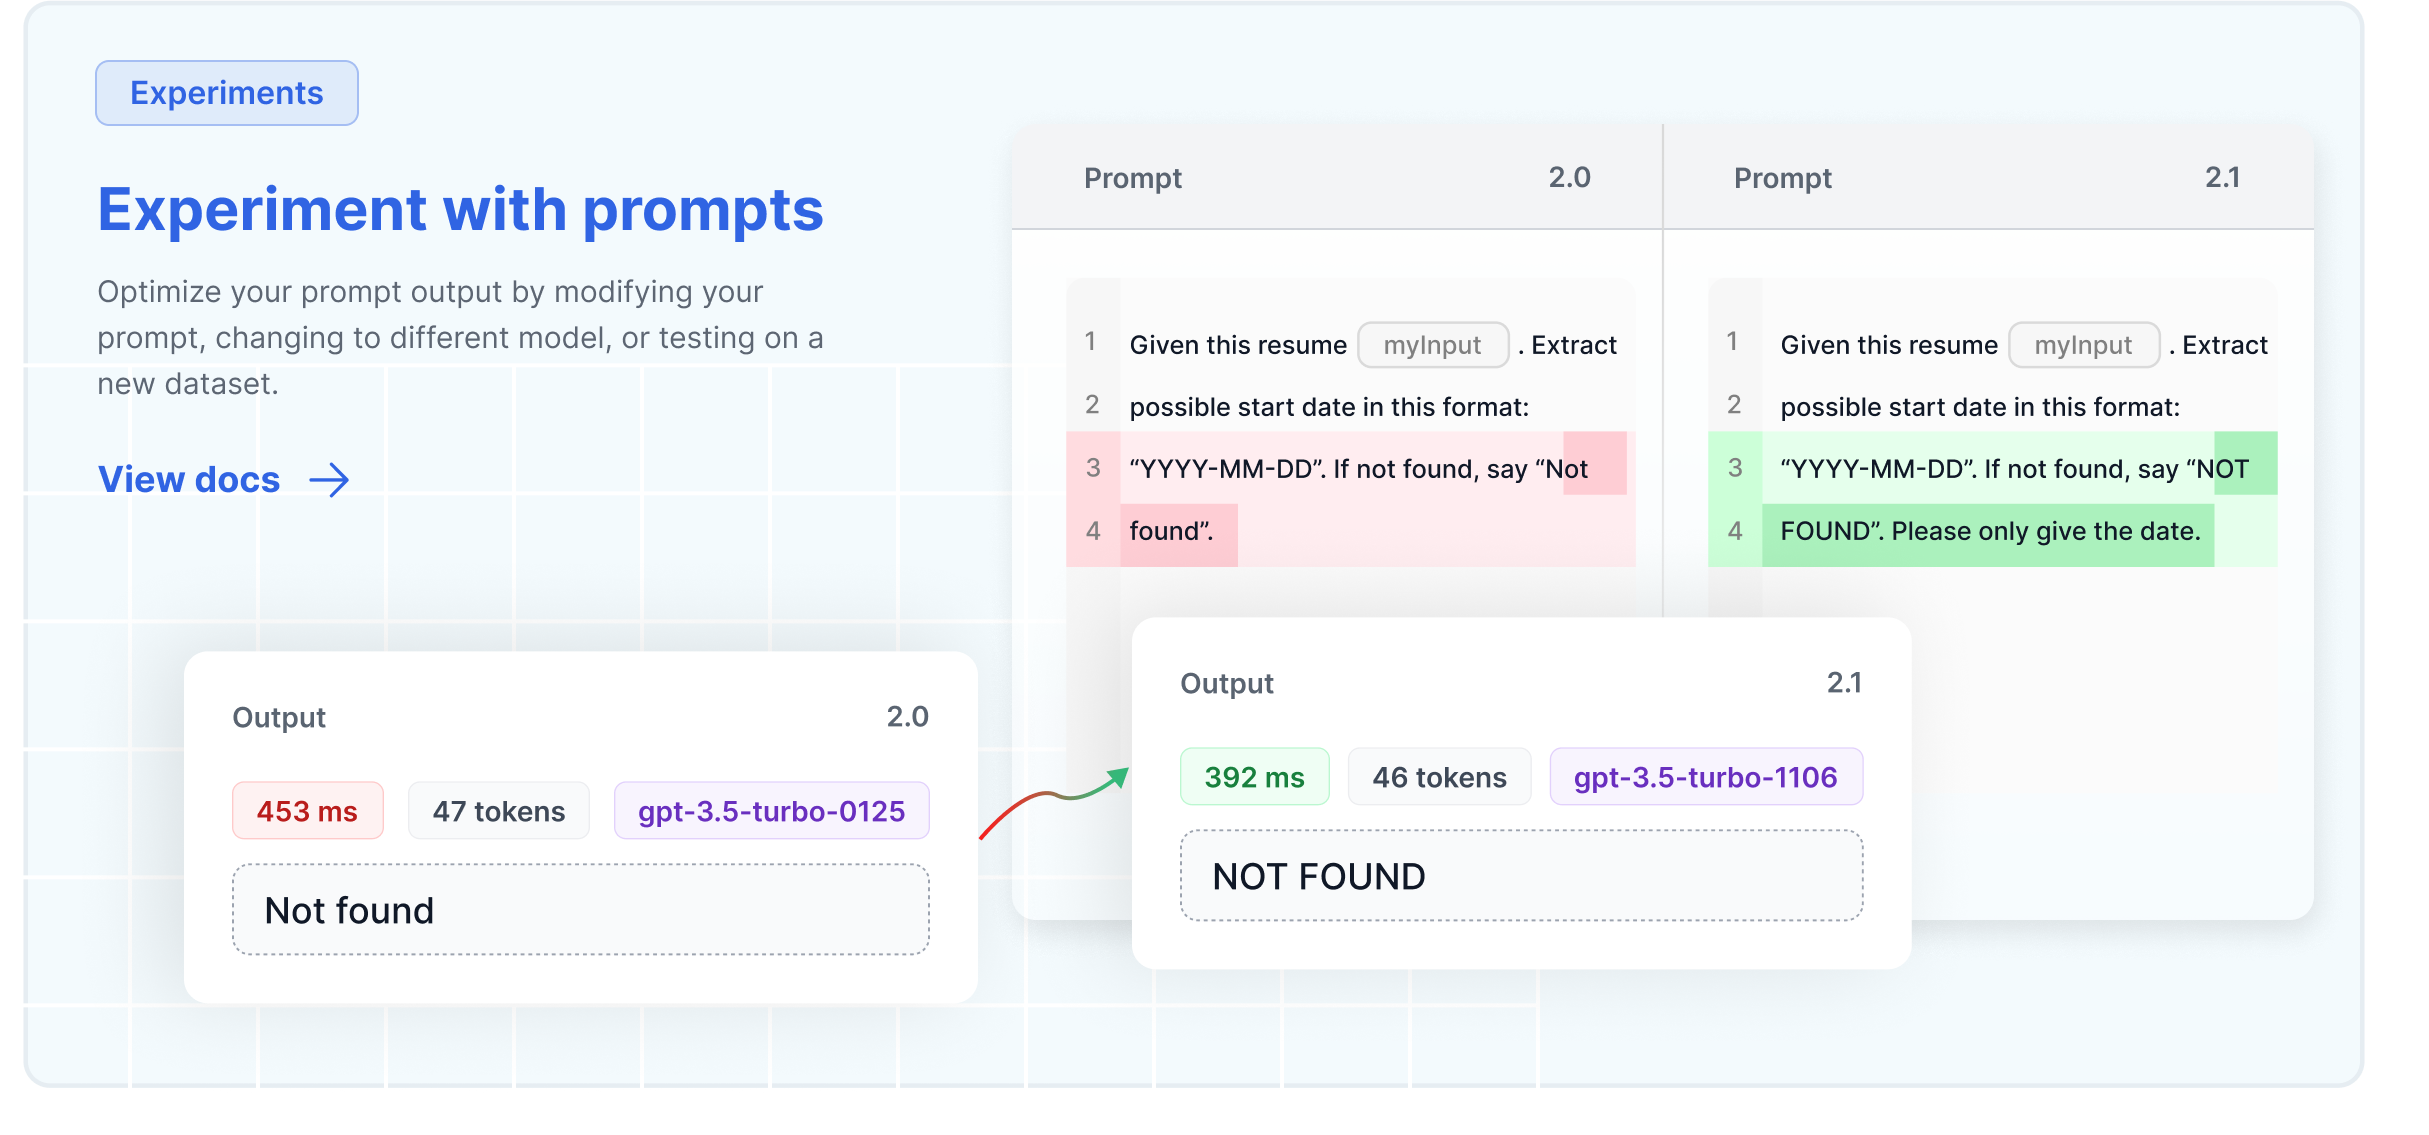 Experiments
Experiment with prompts
Optimize your prompt output by modifying your
prompt, changing to different model, or testing on a
new dataset.
View docs
Prompt 2.0
1 Given this resume myInput . Extract
2 possible start date in this format:
3 “YYYY-MM-DD”. If not found, say “Not
4 found”.
Prompt 2.1
1 Given this resume myInput . Extract
2 possible start date in this format:
3 “YYYY-MM-DD”. If not found, say “NOT
4 FOUND”. Please only give the date.
Output 2.0
453 ms 47 tokens gpt-3.5-turbo-0125
Not found
Output 2.1
392 ms 46 tokens gpt-3.5-turbo-1106
NOT FOUND